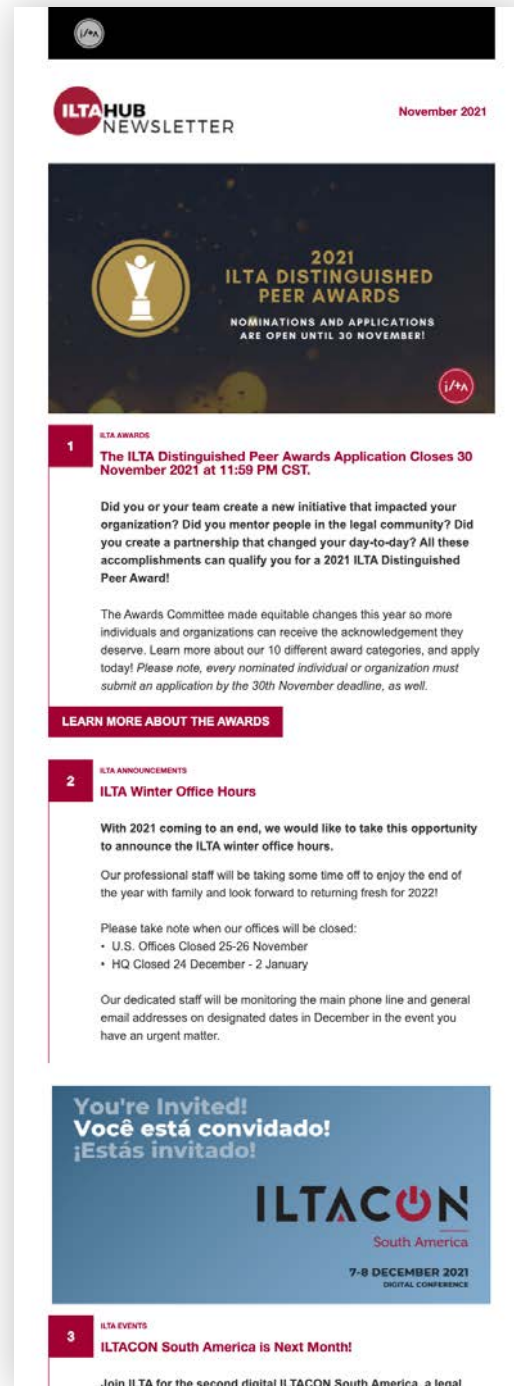 i/+Λ
ILTAHUB
NEWSLETTER
November 2021
2021
ILTA DISTINGUISHED
PEER AWARDS
NOMINATIONS AND APPLICATIONS
ARE OPEN UNTIL 30 NOVEMBER!
i/+Λ
1
ILTA AWARDS
The ILTA Distinguished Peer Awards Application Closes 30
November 2021 at 11:59 PM CST.
Did you or your team create a new initiative that impacted your
organization? Did you mentor people in the legal community? Did
you create a partnership that changed your day-to-day? All these
accomplishments can qualify you for a 2021 ILTA Distinguished
Peer Award!
The Awards Committee made equitable changes this year so more
individuals and organizations can receive the acknowledgement they
deserve. Learn more about our 10 different award categories, and apply
today! Please note, every nominated individual or organization must
submit an application by the 30th November deadline, as well.
LEARN MORE ABOUT THE AWARDS
2
ILTA ANNOUNCEMENTS
ILTA Winter Office Hours
With 2021 coming to an end, we would like to take this opportunity
to announce the ILTA winter office hours.
Our professional staff will be taking some time off to enjoy the end of
the year with family and look forward to returning fresh for 2022!
Please take note when our offices will be closed:
• U.S. Offices Closed 25-26 November
• HQ Closed 24 December - 2 January
Our dedicated staff will be monitoring the main phone line and general
email addresses on designated dates in December in the event you
have an urgent matter.
You're Invited!
Você está convidado!
¡Estás invitado!
ILTACON
South America
7-8 DECEMBER 2021
DIGITAL CONFERENCE
3
ILTA EVENTS
ILTACON South America is Next Month!
Join ILTA for the second digital ILTACON South America, a legal